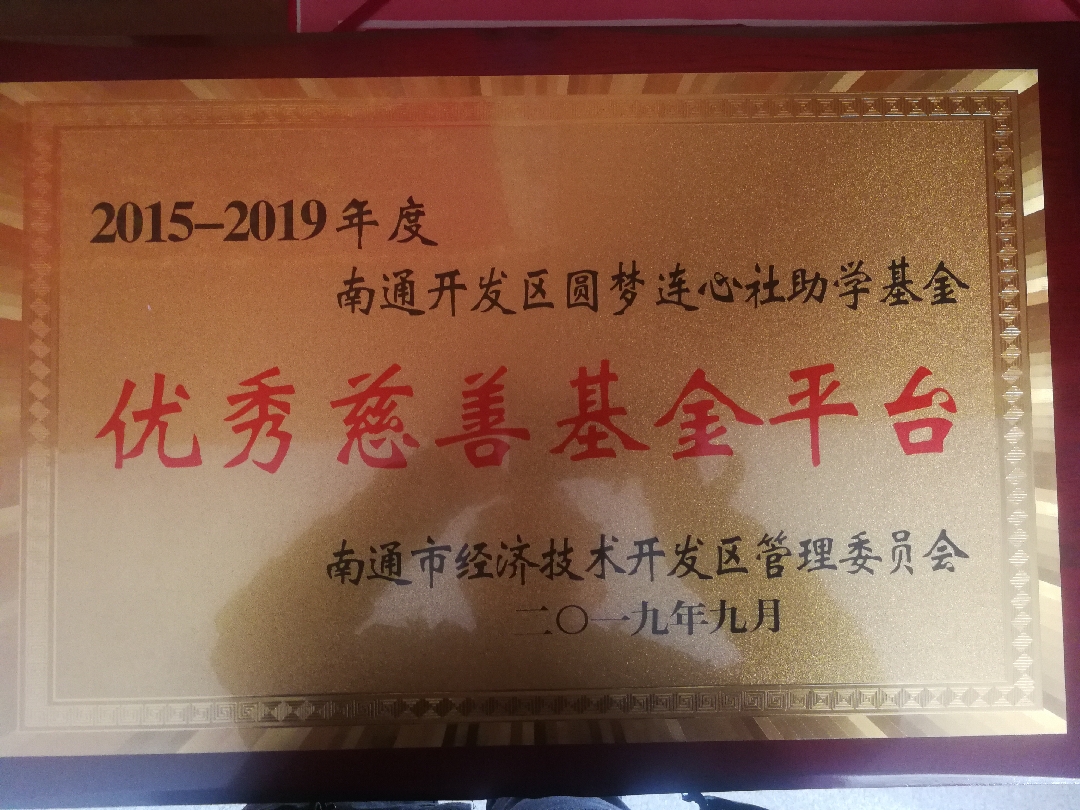 2015-2019年度
南通开发区圆梦连心社助学基金
优秀慈善基金平台
南通市经济技术开发区管理委员会
二〇一九年九月